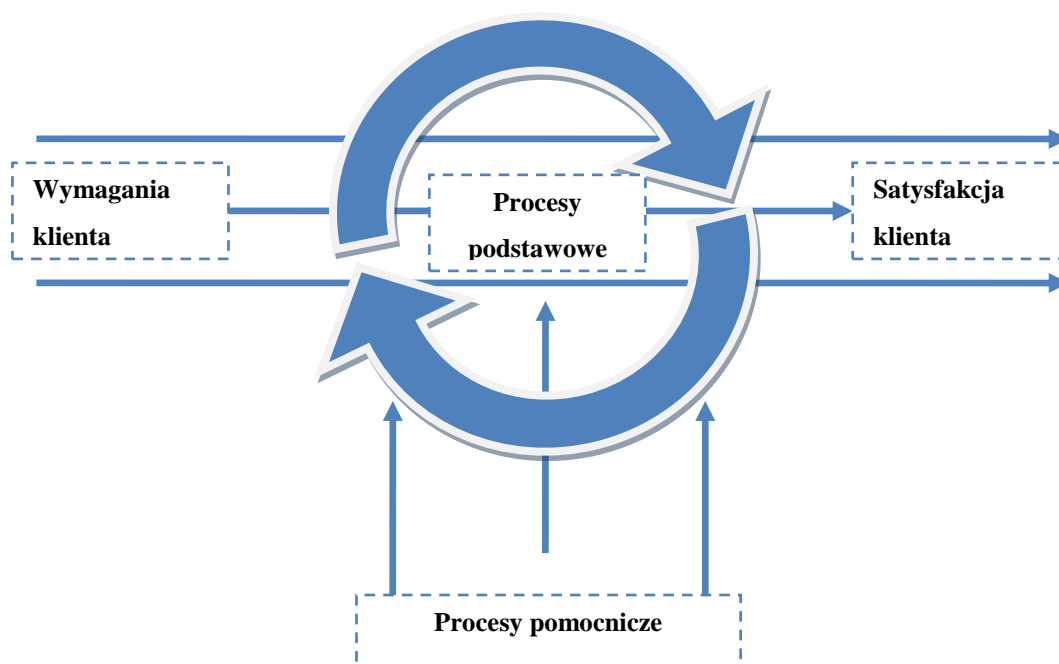 Wymagania
klienta
Procesy
podstawowe
Satysfakcja
klienta
Procesy pomocnicze